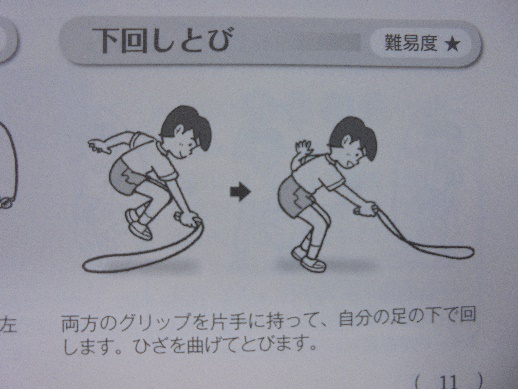 下回しとび
難易度 ★
左
両方のグリップを片手に持って、自分の足の下で回
します。ひざを曲げてとびます。
( 11 )